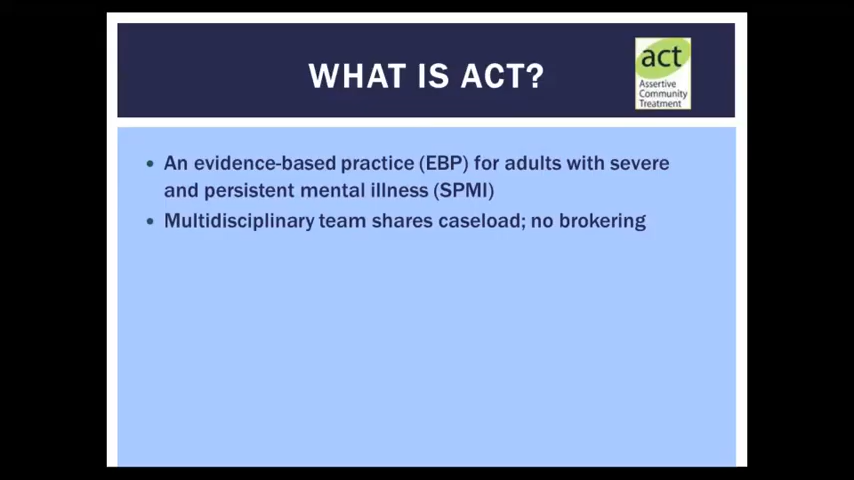 WHAT IS ACT?
act
Assertive
Community
Treatment
• An evidence-based practice (EBP) for adults with severe
and persistent mental illness (SPMI)
• Multidisciplinary team shares caseload; no brokering